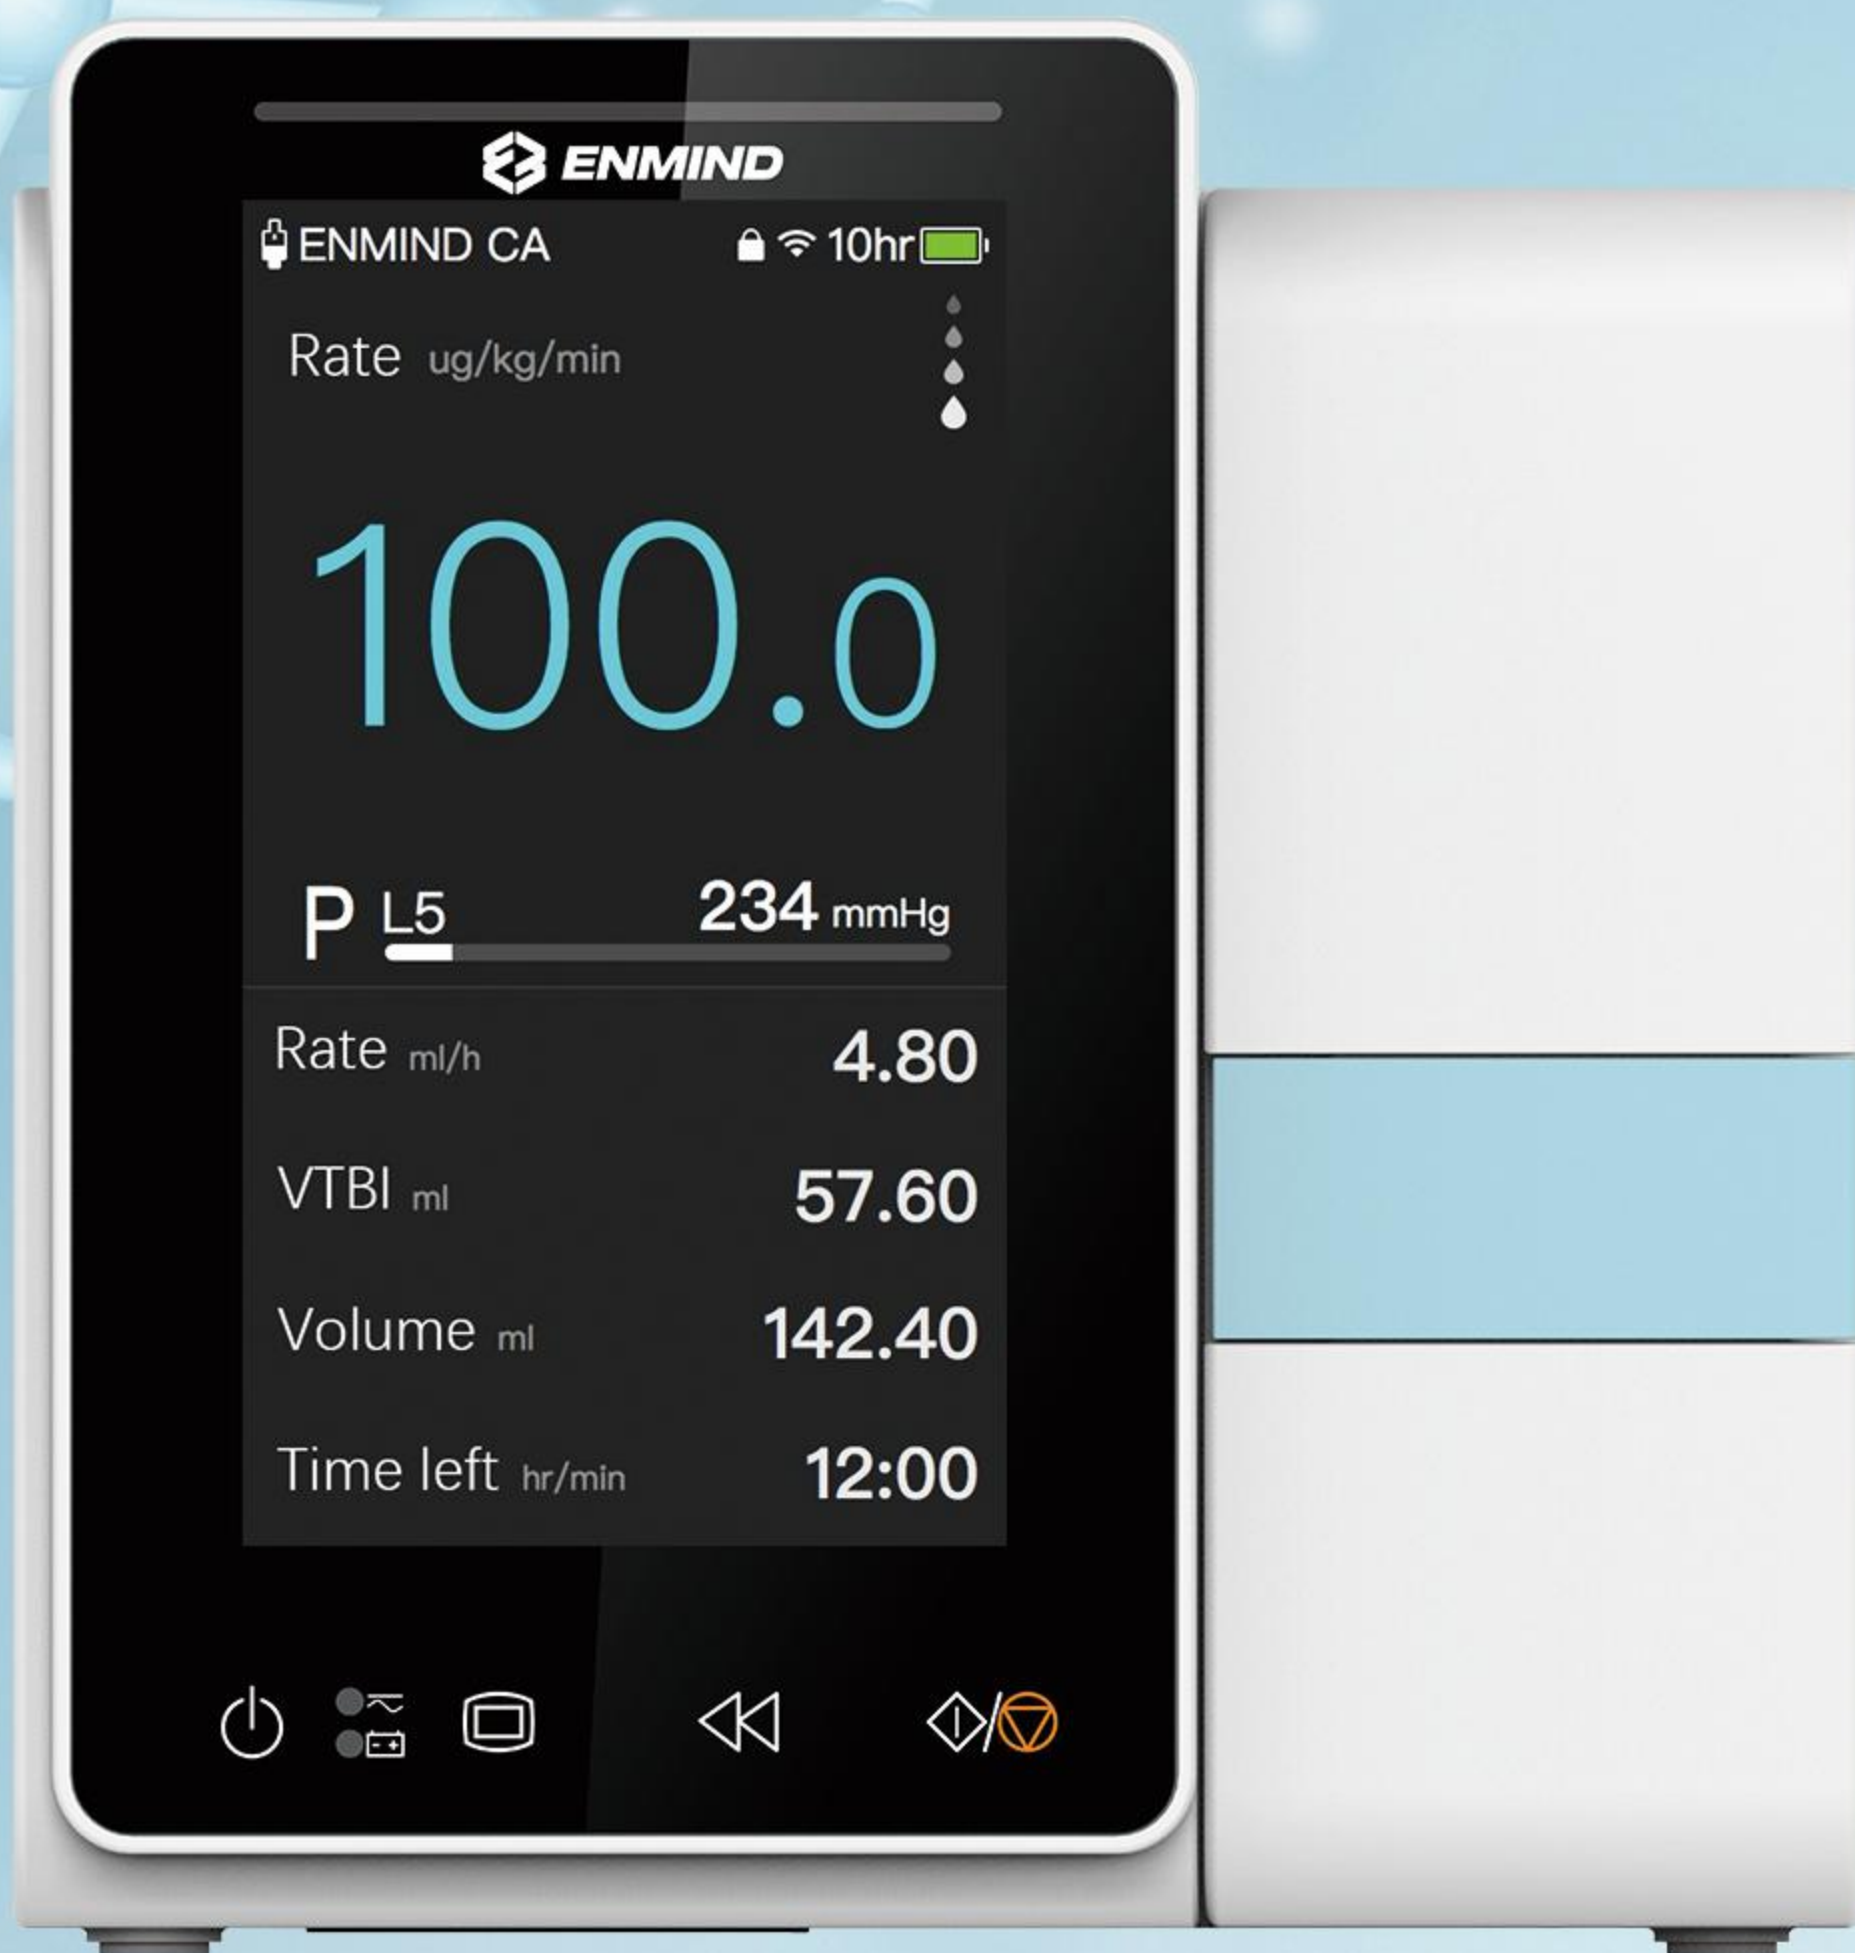 ENMIND
ENMIND CA 10hr
Rate ug/kg/min
100.0
P L5 234 mmHg
Rate ml/h 4.80
VTBI ml 57.60
Volume ml 142.40
Time left hr/min 12:00